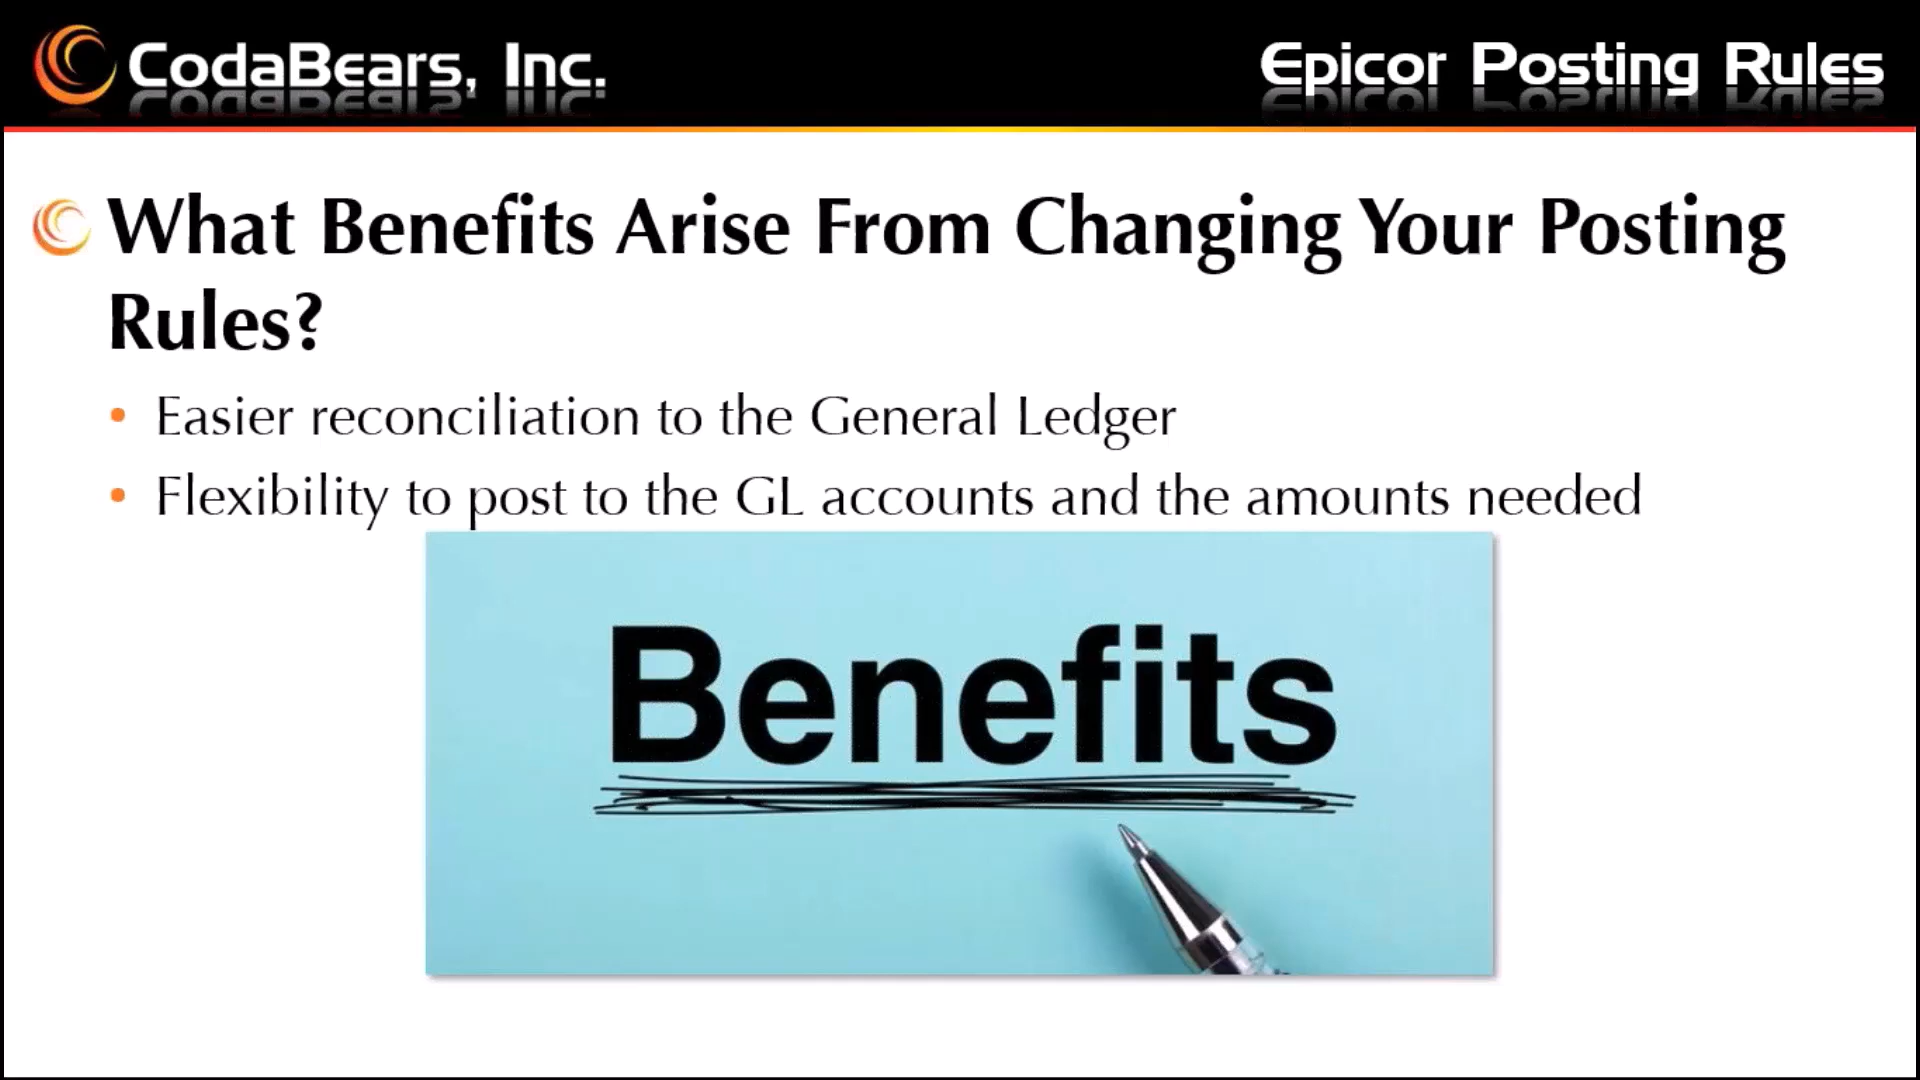 CodaBears, Inc.
Epicor Posting Rules
What Benefits Arise From Changing Your Posting
Rules?
• Easier reconciliation to the General Ledger
• Flexibility to post to the GL accounts and the amounts needed
Benefits